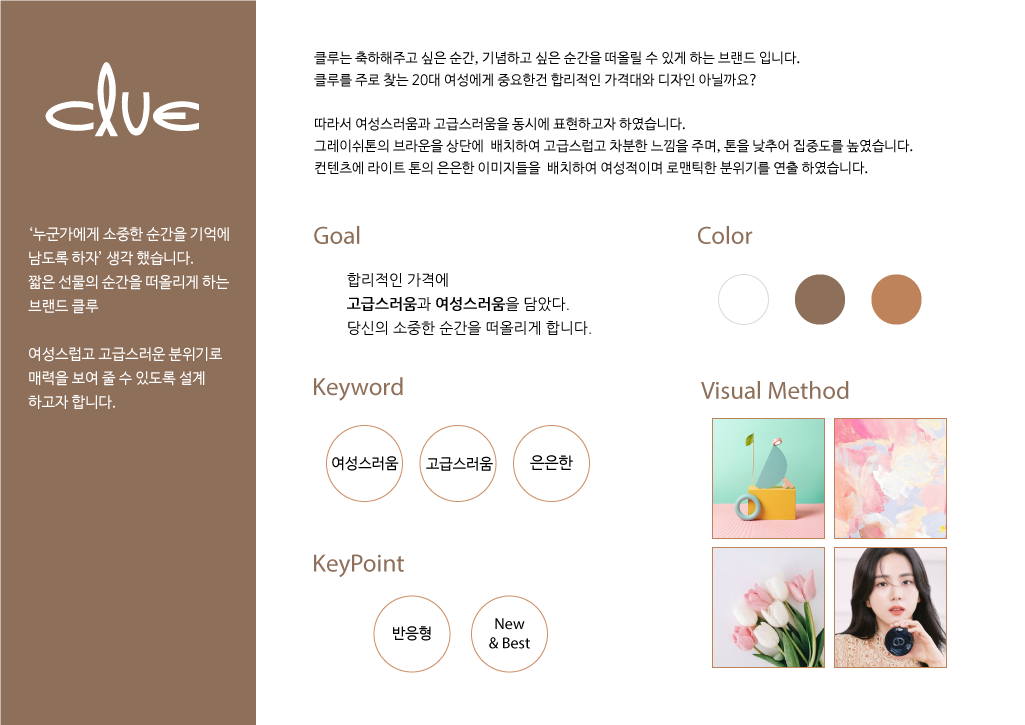 clue
‘누군가에게 소중한 순간을 기억에
남도록 하자’ 생각 했습니다.
짧은 선물의 순간을 떠올리게 하는
브랜드 클루
여성스럽고 고급스러운 분위기로
매력을 보여 줄 수 있도록 설계
하고자 합니다.
클루는 축하해주고 싶은 순간, 기념하고 싶은 순간을 떠올릴 수 있게 하는 브랜드 입니다.
클루를 주로 찾는 20대 여성에게 중요한건 합리적인 가격대와 디자인 아닐까요?
따라서 여성스러움과 고급스러움을 동시에 표현하고자 하였습니다.
그레이쉬톤의 브라운을 상단에 배치하여 고급스럽고 차분한 느낌을 주며, 톤을 낮추어 집중도를 높였습니다.
컨텐츠에 라이트 톤의 은은한 이미지들을 배치하여 여성적이며 로맨틱한 분위기를 연출 하였습니다.
Goal
합리적인 가격에
고급스러움과 여성스러움을 담았다.
당신의 소중한 순간을 떠올리게 합니다.
Keyword
여성스러움
고급스러움
은은한
KeyPoint
반응형
New
& Best
Color
Visual Method